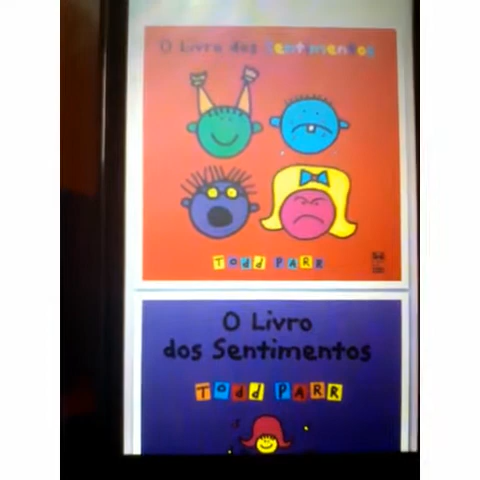 O Livro dos Sentimentos
TODD PARR
O Livro
dos Sentimentos
TODD PARR